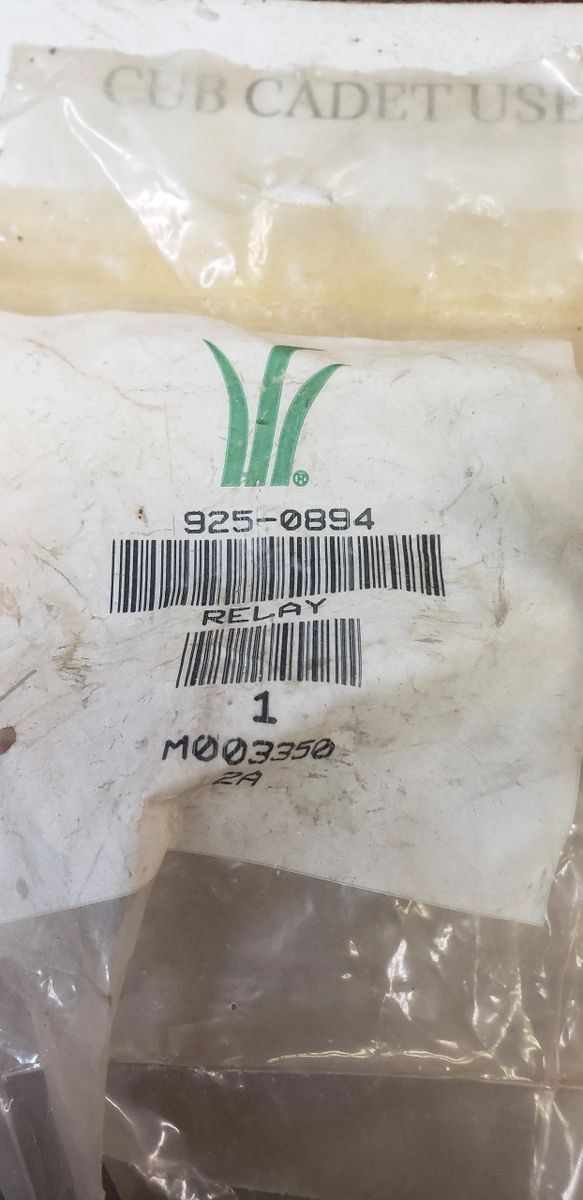 CUB CADET USE
®
925-0894
RELAY
1
M003350
2A